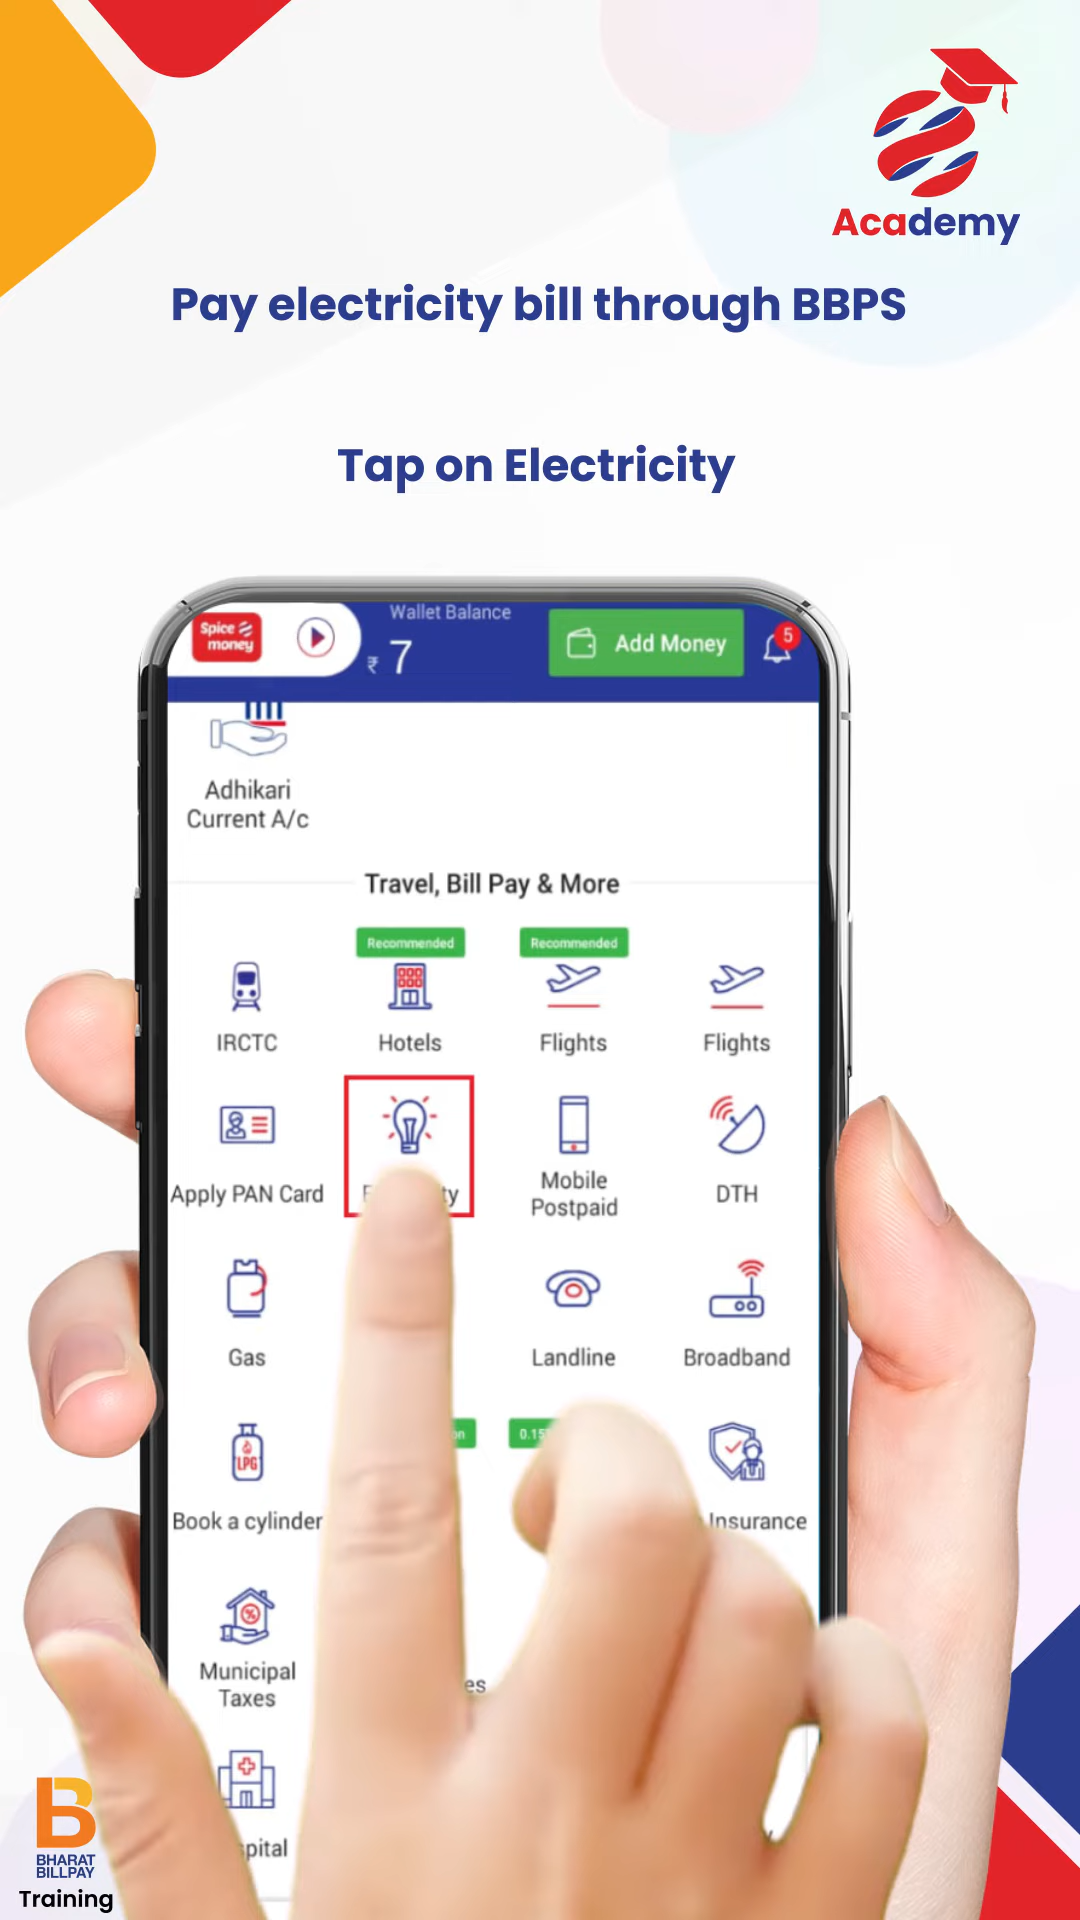 Academy
Pay electricity bill through BBPS
Tap on Electricity
Spice
money
Wallet Balance
₹ 7
Add Money
5
Adhikari
Current A/c
Travel, Bill Pay & More
Recommended
Recommended
IRCTC
Hotels
Flights
Flights
Apply PAN Card
Mobile
Postpaid
DTH
Gas
Landline
Broadband
LPG
Book a cylinder
Insurance
Municipal
Taxes
BHARAT
BILLPAY
Training